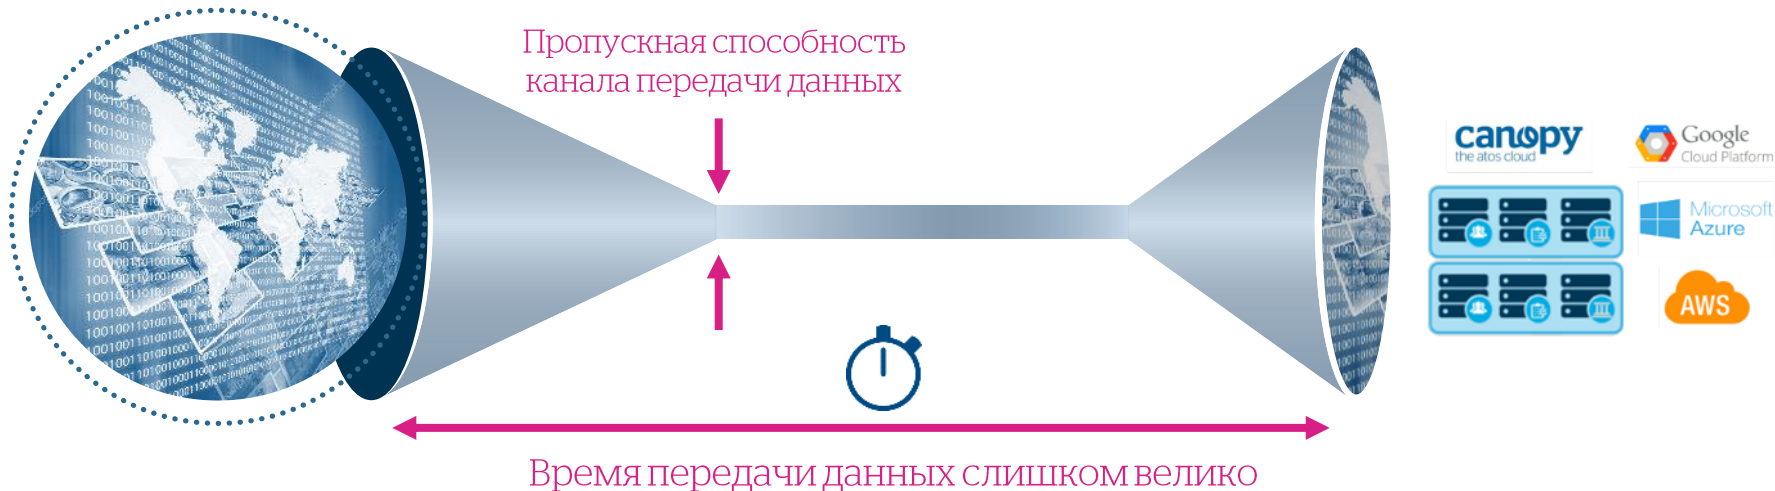 Пропускная способность
канала передачи данных
canopy
the atos cloud
Google
Cloud Platform
Microsoft
Azure
AWS
Время передачи данных слишком велико